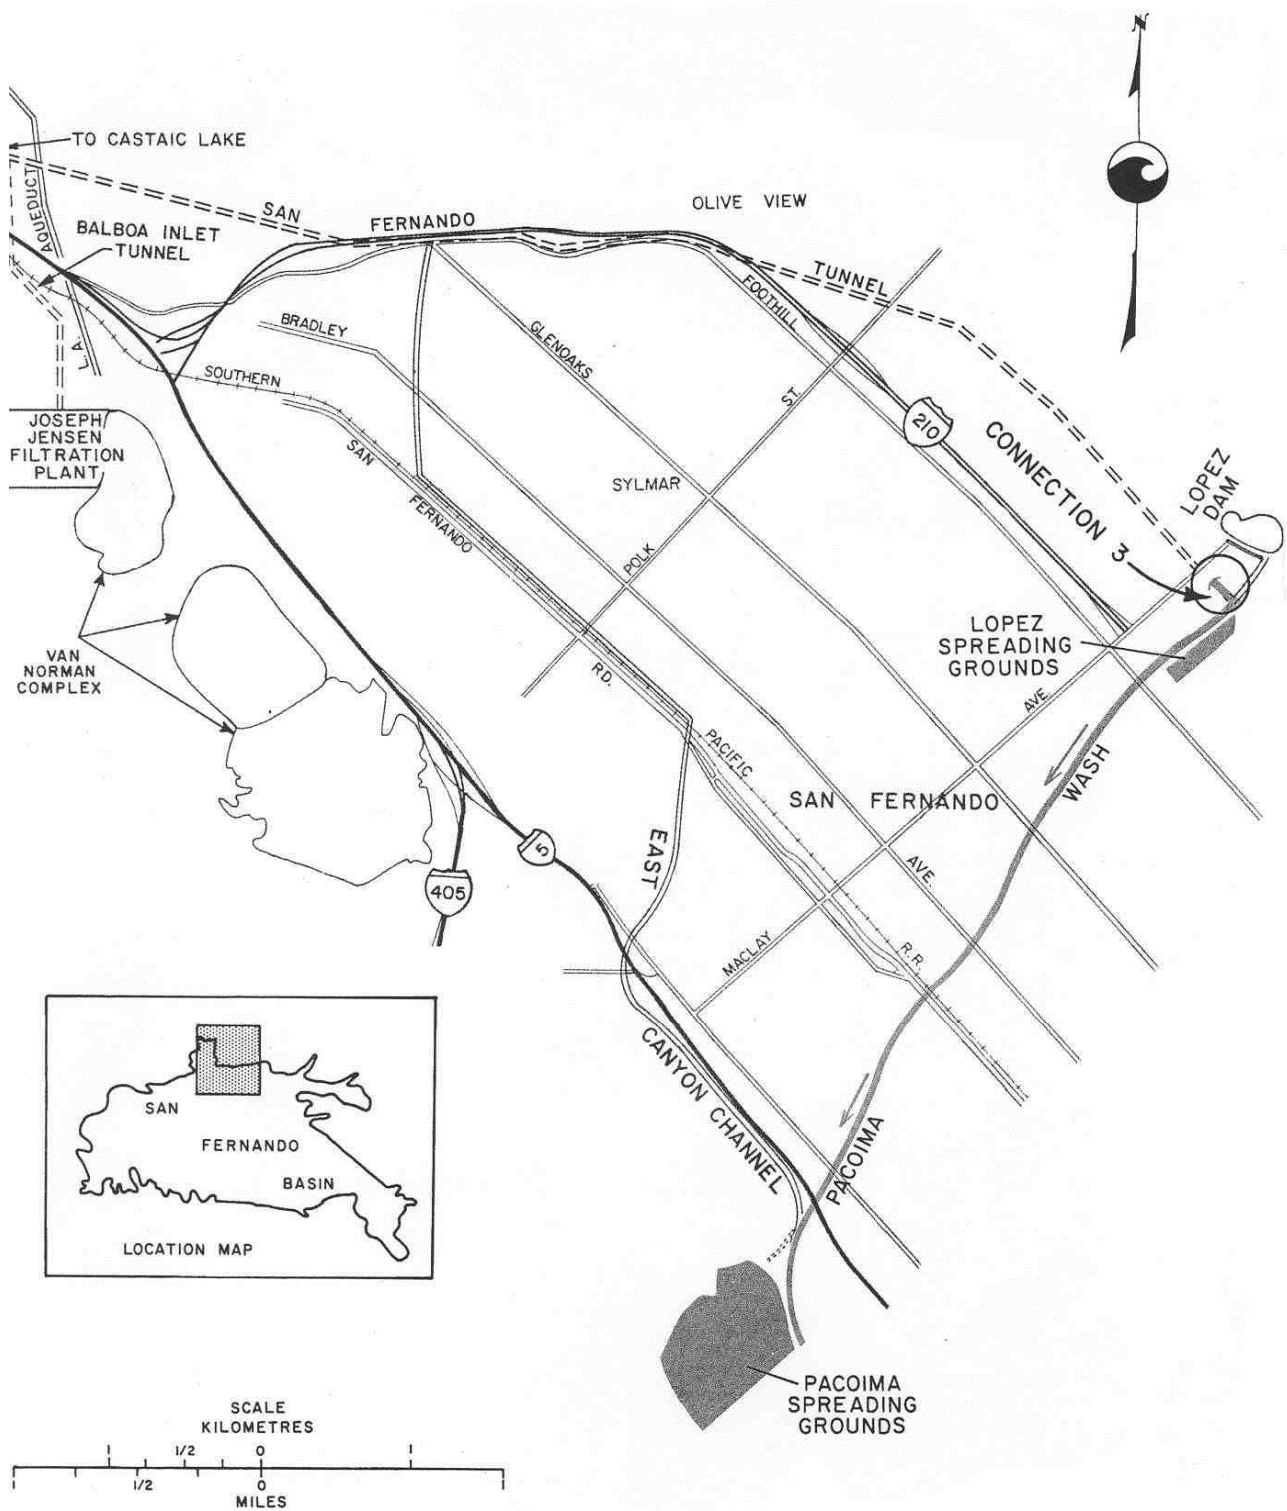 N
TO CASTAIC LAKE
AQUEDUCT
L.A.
SAN
FERNANDO
TUNNEL
OLIVE VIEW
BALBOA INLET
TUNNEL
BRADLEY
GLENOAKS
FOOTHILL
SOUTHERN
ST.
210
JOSEPH
JENSEN
FILTRATION
PLANT
SAN
FERNANDO
SYLMAR
CONNECTION 3
LOPEZ
DAM
POLK
LOPEZ
SPREADING
GROUNDS
VAN
NORMAN
COMPLEX
RD.
AVE
PACIFIC
WASH
SAN FERNANDO
5
EAST
AVE.
405
MACLAY
R.R.
CANYON CHANNEL
PACOIMA
SAN
FERNANDO
BASIN
LOCATION MAP
PACOIMA
SPREADING
GROUNDS
SCALE
KILOMETRES
1 1/2 0 1
1 1/2 0 1
MILES